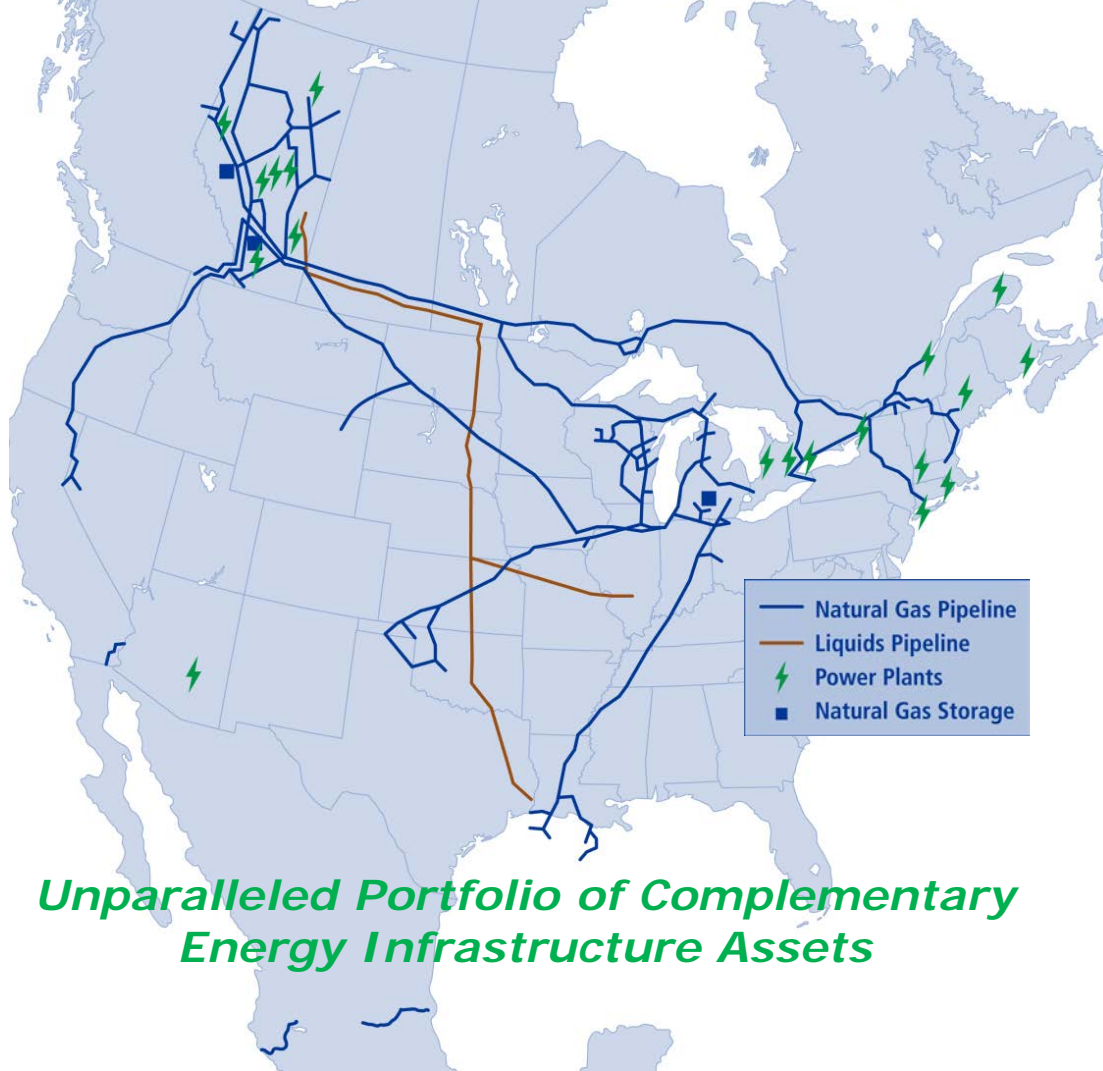 Natural Gas Pipeline
Liquids Pipeline
Power Plants
Natural Gas Storage
Unparalleled Portfolio of Complementary
Energy Infrastructure Assets